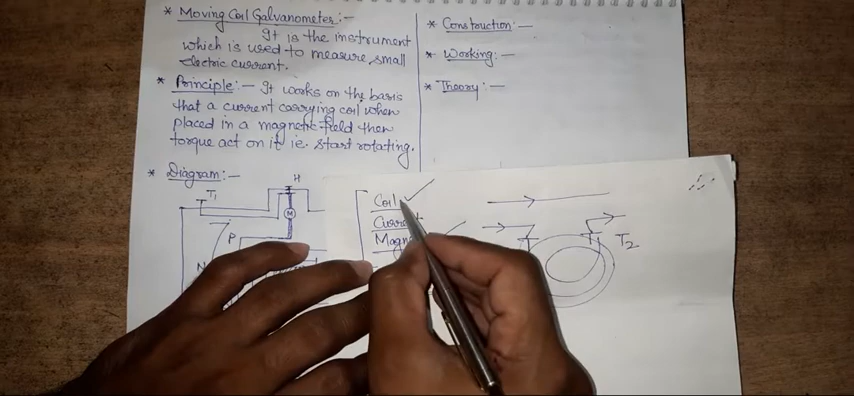 * Moving Coil Galvanometer:-
It is the instrument
which is used to measure small
electric current.
* Principle:- It works on the basis
that a current carrying coil when
placed in a magnetic field then
torque act on it ie. start rotating.
* Diagram:-
T1
H
M
P
N
* Construction:-
* Working:-
* Theory:-
Coil
T1
T2